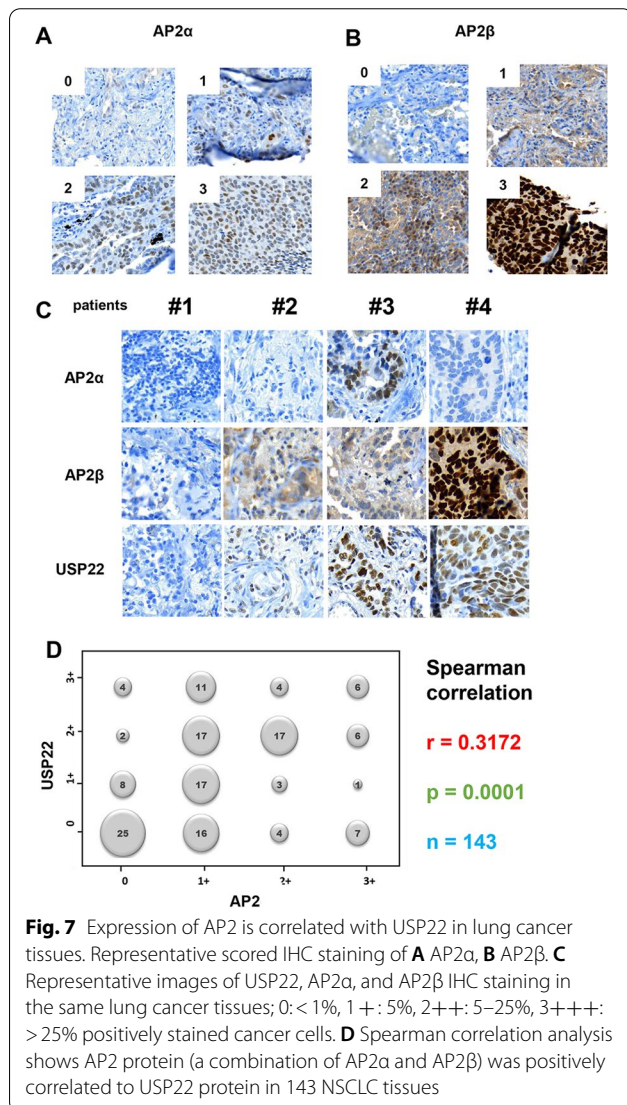 A
AP2α
B
AP2β
0
1
0
1
2
3
2
3
C
patients
#1
#2
#3
#4
AP2α
AP2β
USP22
D
3+
4
11
4
6
2+
2
17
17
6
1+
8
17
3
1
0
25
16
4
7
USP22
0
1+
2+
3+
AP2
Spearman
correlation
r = 0.3172
p = 0.0001
n = 143
Fig. 7 Expression of AP2 is correlated with USP22 in lung cancer
tissues. Representative scored IHC staining of A AP2α, B AP2β. C
Representative images of USP22, AP2α, and AP2β IHC staining in
the same lung cancer tissues; 0: < 1%, 1 + : 5%, 2++: 5–25%, 3+++:
> 25% positively stained cancer cells. D Spearman correlation analysis
shows AP2 protein (a combination of AP2α and AP2β) was positively
correlated to USP22 protein in 143 NSCLC tissues